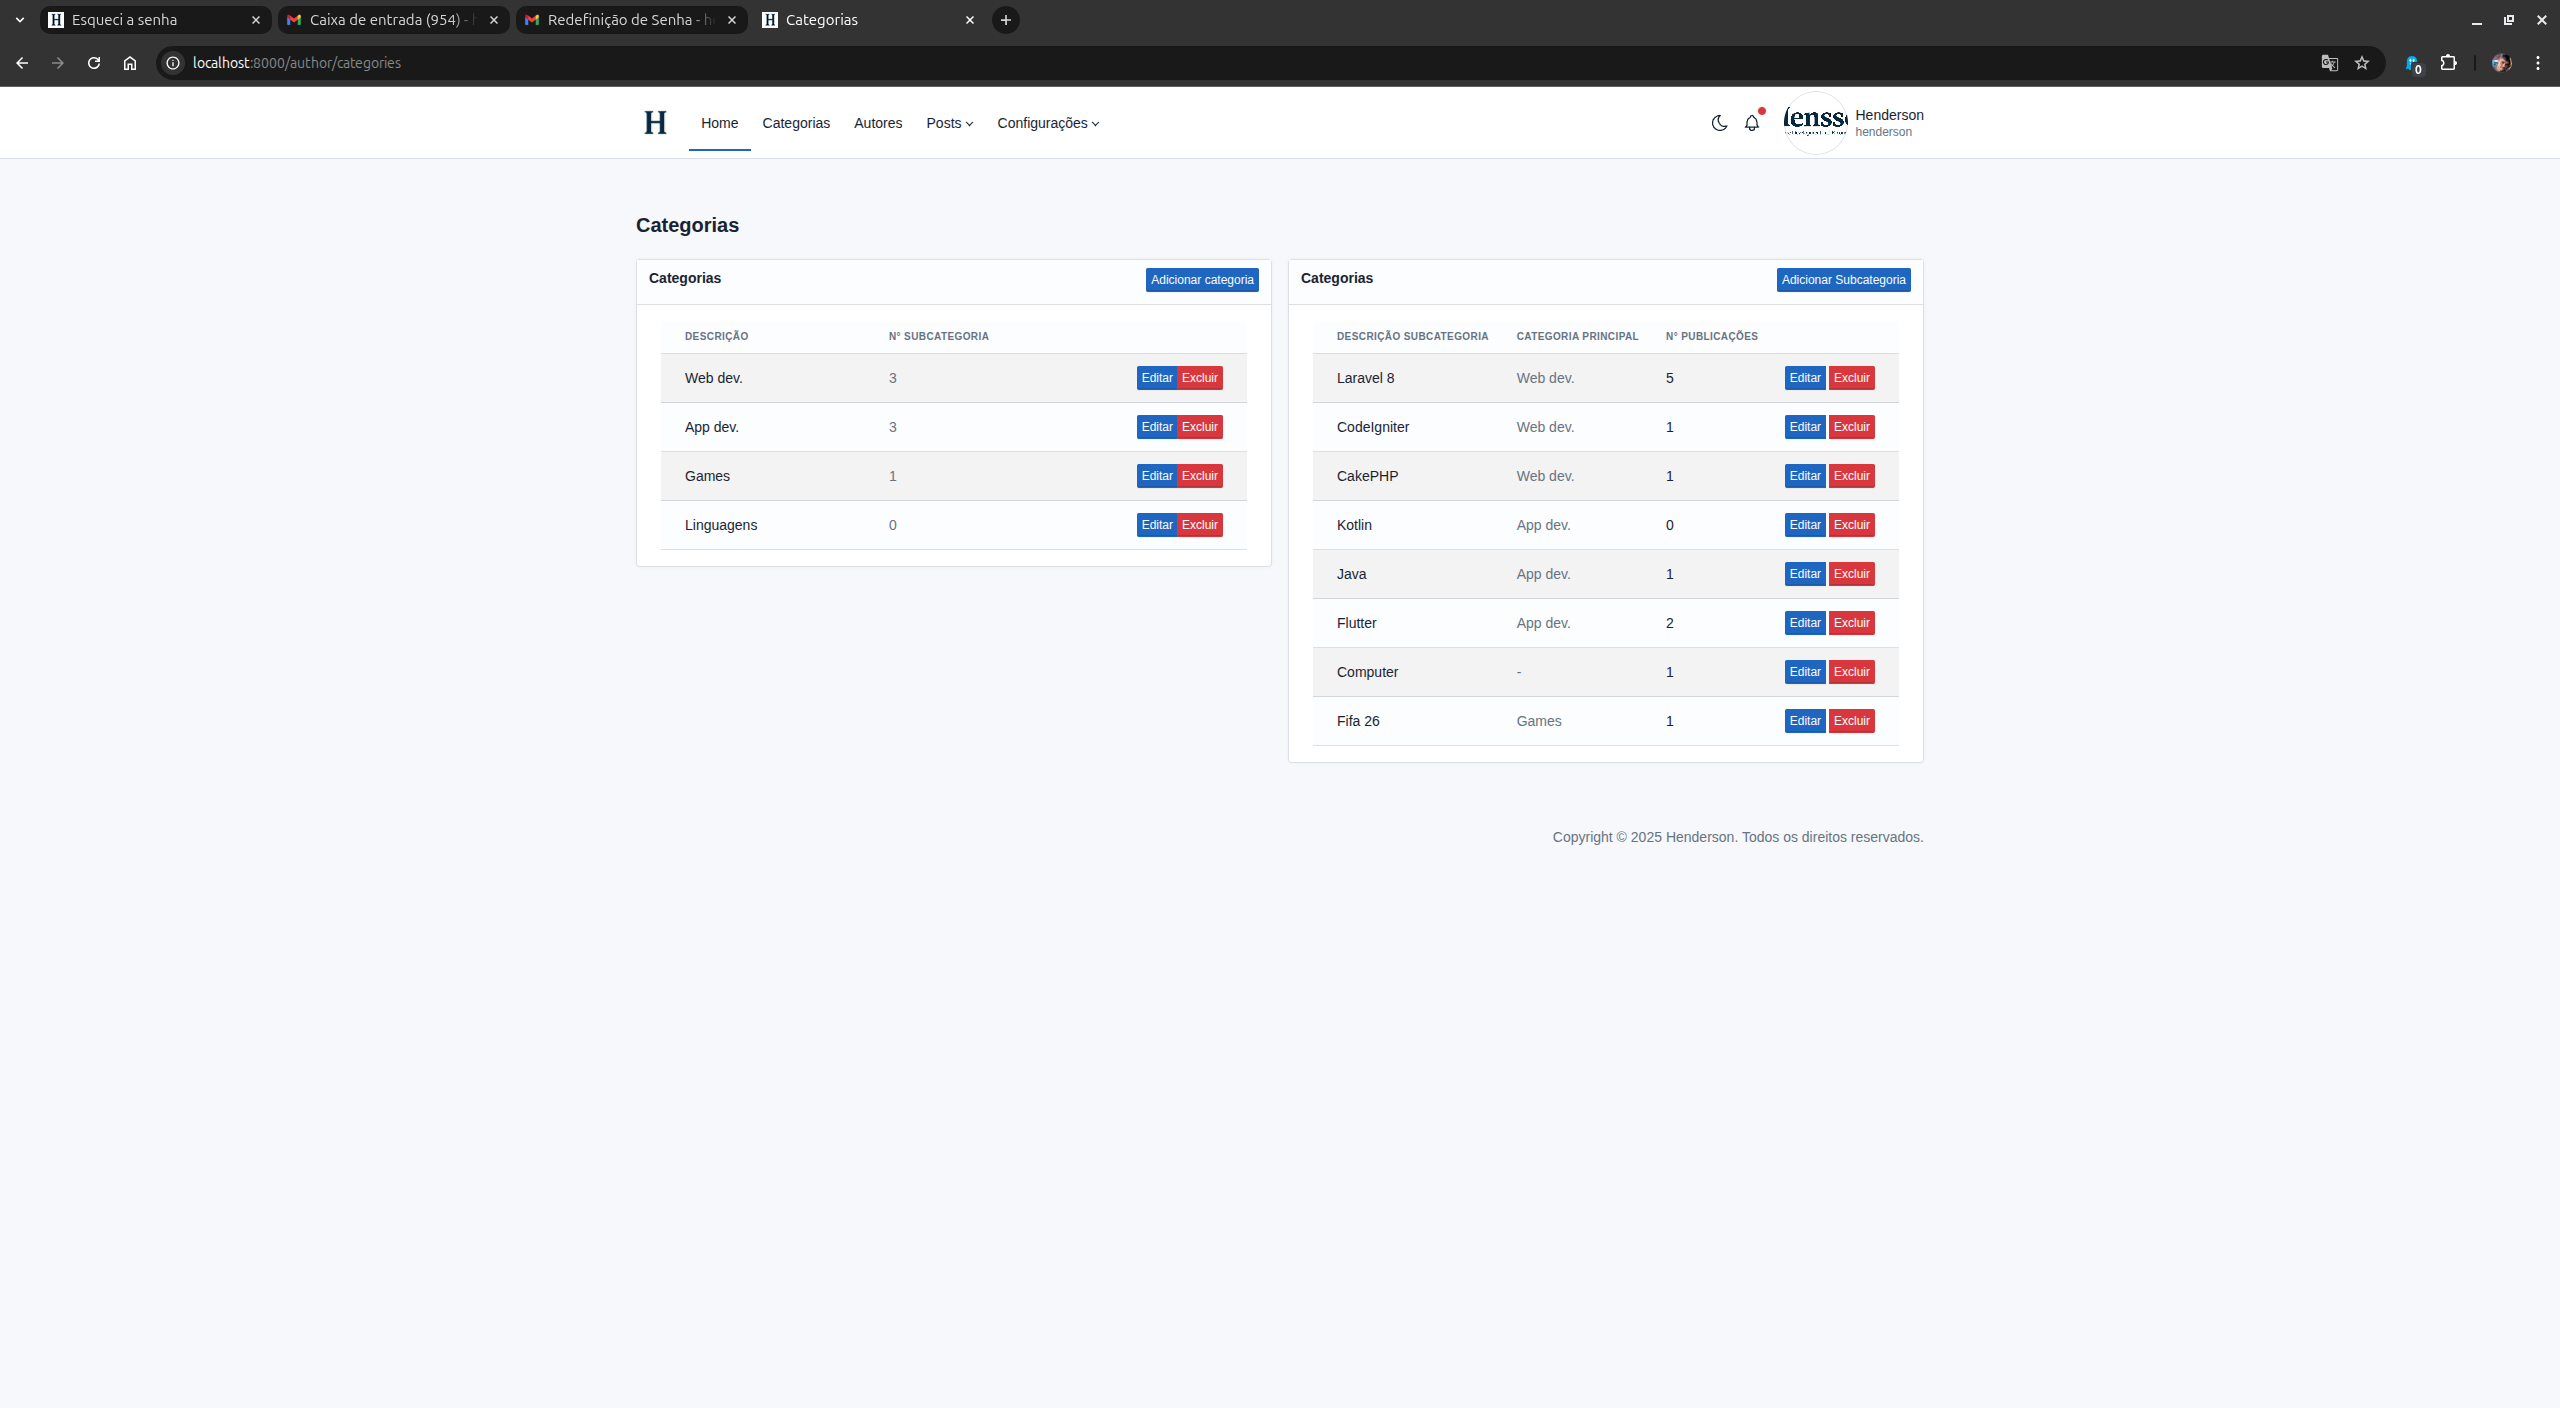 Esqueci a senha
Caixa de entrada (954) -
Redefinição de Senha - h
Categorias
localhost:8000/author/categories
0
H
Home
Categorias
Autores
Posts
Configurações
lenss
Henderson
henderson
Categorias
Categorias
Adicionar categoria
DESCRIÇÃO N° SUBCATEGORIA
Web dev. 3 Editar Excluir
App dev. 3 Editar Excluir
Games 1 Editar Excluir
Linguagens 0 Editar Excluir
Categorias
Adicionar Subcategoria
DESCRIÇÃO SUBCATEGORIA CATEGORIA PRINCIPAL N° PUBLICAÇÕES
Laravel 8 Web dev. 5 Editar Excluir
CodeIgniter Web dev. 1 Editar Excluir
CakePHP Web dev. 1 Editar Excluir
Kotlin App dev. 0 Editar Excluir
Java App dev. 1 Editar Excluir
Flutter App dev. 2 Editar Excluir
Computer - 1 Editar Excluir
Fifa 26 Games 1 Editar Excluir
Copyright © 2025 Henderson. Todos os direitos reservados.